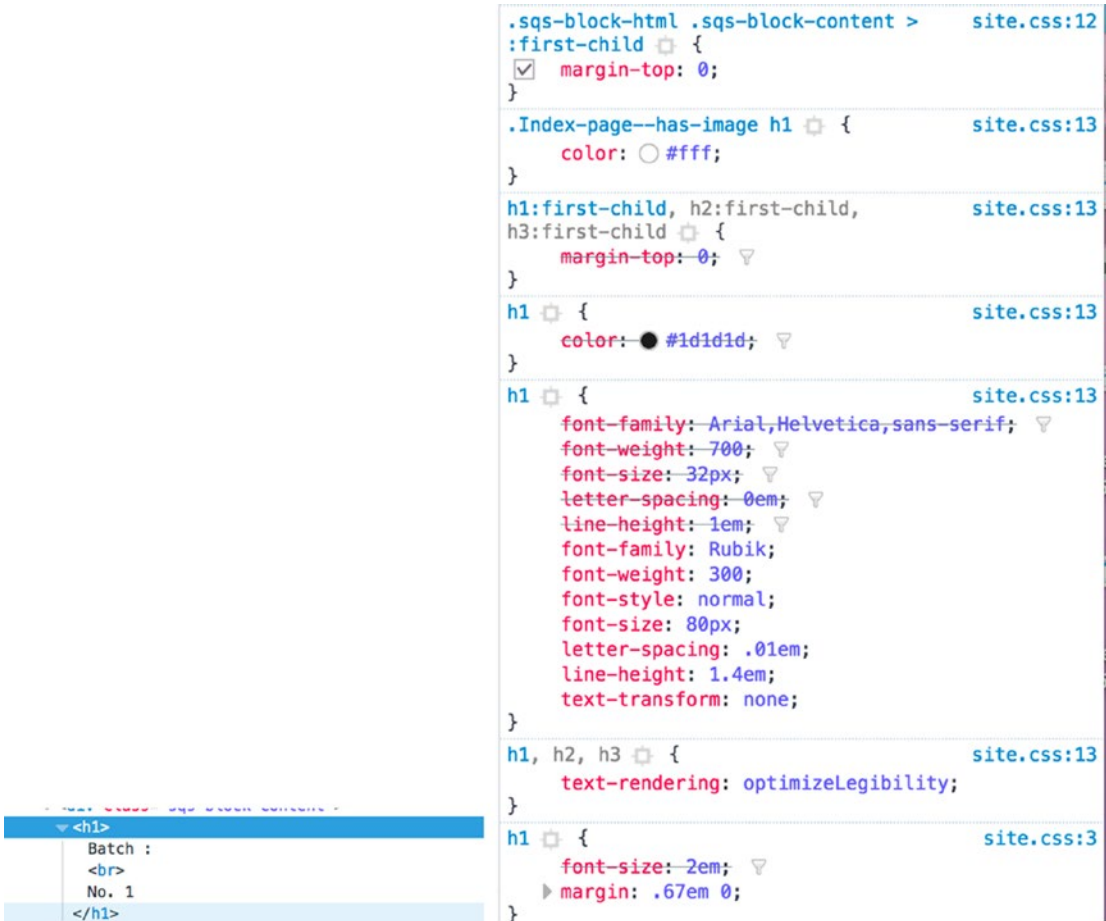 .sqs-block-html .sqs-block-content > site.css:12
:first-child {
margin-top: 0;
}
.Index-page--has-image h1 { site.css:13
color: #fff;
}
h1:first-child, h2:first-child, site.css:13
h3:first-child {
margin-top: 0;
}
h1 { site.css:13
color: #1d1d1d;
}
h1 { site.css:13
font-family: Arial,Helvetica,sans-serif;
font-weight: 700;
font-size: 32px;
letter-spacing: 0em;
line-height: 1em;
font-family: Rubik;
font-weight: 300;
font-style: normal;
font-size: 80px;
letter-spacing: .01em;
line-height: 1.4em;
text-transform: none;
}
h1, h2, h3 { site.css:13
text-rendering: optimizeLegibility;
}
h1 { site.css:3
font-size: 2em;
margin: .67em 0;
}
<h1>
Batch :
<br>
No. 1
</h1>